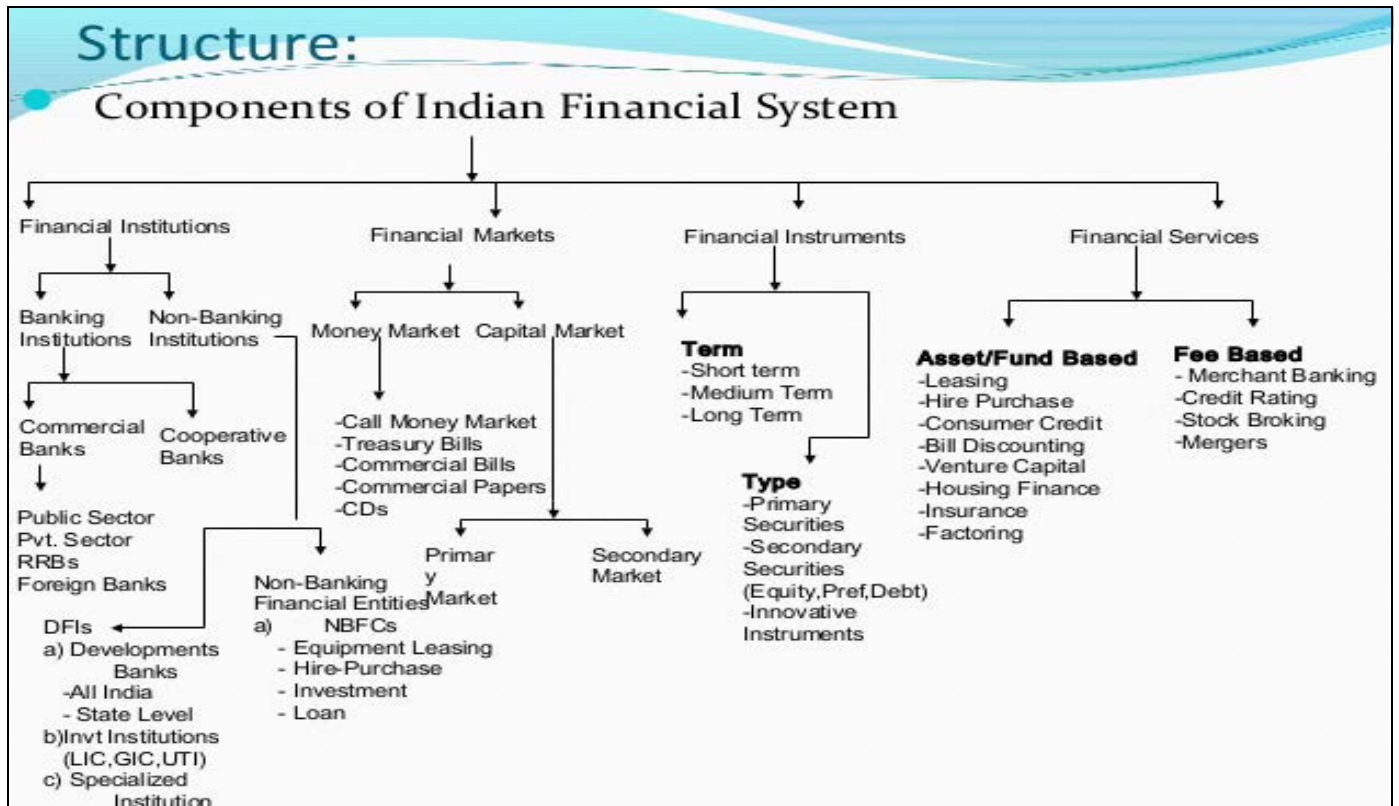 Structure:
Components of Indian Financial System
Financial Institutions
Banking
Institutions
Non-Banking
Institutions
Commercial
Banks
Cooperative
Banks
Public Sector
Pvt. Sector
RRBs
Foreign Banks
DFIs
a) Developments
Banks
-All India
- State Level
b)Invt Institutions
(LIC,GIC,UTI)
c) Specialized
Institution
Non-Banking
Financial Entities
a) NBFCs
- Equipment Leasing
- Hire-Purchase
- Investment
- Loan
Financial Markets
Money Market
Capital Market
-Call Money Market
-Treasury Bills
-Commercial Bills
-Commercial Papers
-CDs
Primar
y
Market
Secondary
Market
Financial Instruments
Term
-Short term
-Medium Term
-Long Term
Type
-Primary
Securities
-Secondary
Securities
(Equity,Pref,Debt)
-Innovative
Instruments
Financial Services
Asset/Fund Based
-Leasing
-Hire Purchase
-Consumer Credit
-Bill Discounting
-Venture Capital
-Housing Finance
-Insurance
-Factoring
Fee Based
- Merchant Banking
-Credit Rating
-Stock Broking
-Mergers